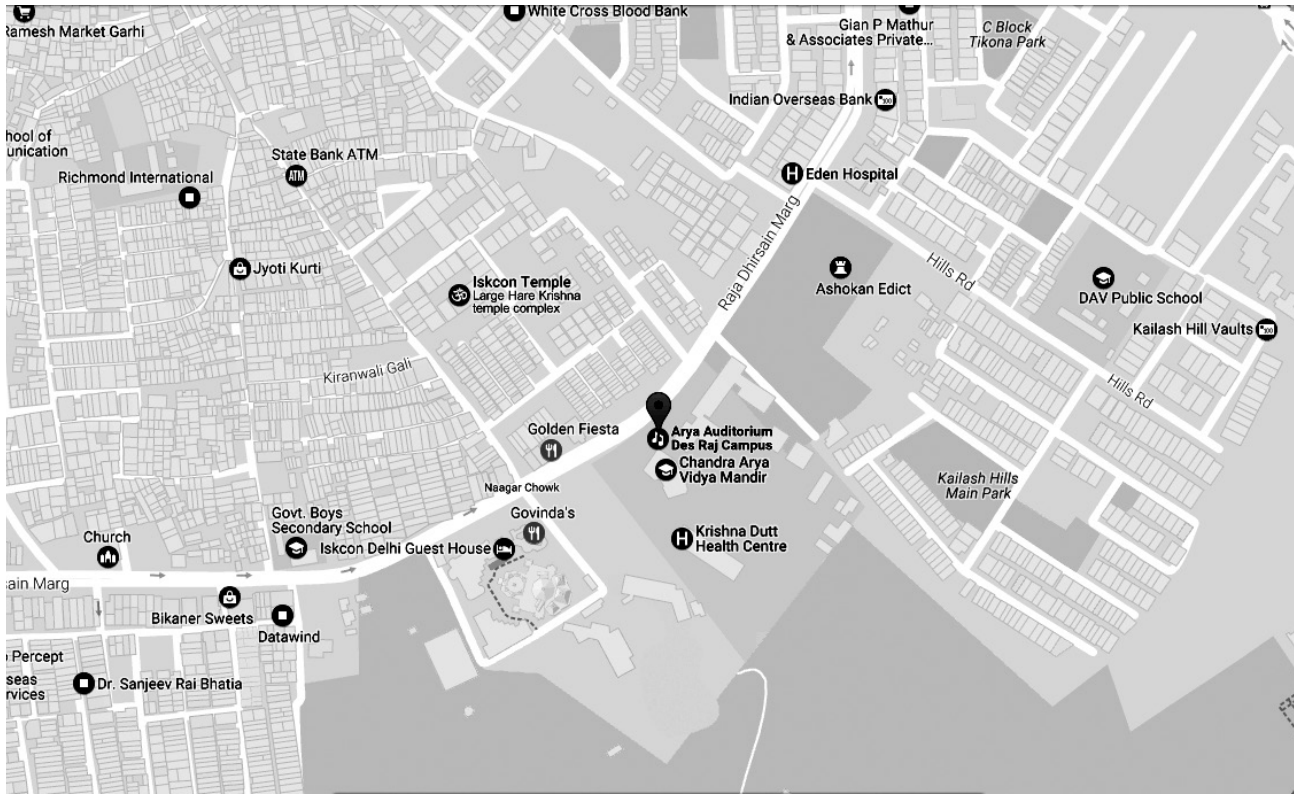 White Cross Blood Bank
Ramesh Market Garhi
Gian P Mathur
& Associates Private...
C Block
Tikona Park
Indian Overseas Bank
hool of
unication
State Bank ATM
ATM
Richmond International
H Eden Hospital
Raja Dhirsain Marg
Jyoti Kurti
Iskcon Temple
Large Hare Krishna
temple complex
Ashokan Edict
Hills Rd
DAV Public School
Kailash Hill Vaults
Kiranwali Gali
Hills Rd
Golden Fiesta
Arya Auditorium
Des Raj Campus
Chandra Arya
Vidya Mandir
Kailash Hills
Main Park
Naagar Chowk
Govt. Boys
Secondary School
Govinda's
Church
Iskcon Delhi Guest House
H Krishna Dutt
Health Centre
sain Marg
Bikaner Sweets
Datawind
Percept
seas
ervices
Dr. Sanjeev Rai Bhatia